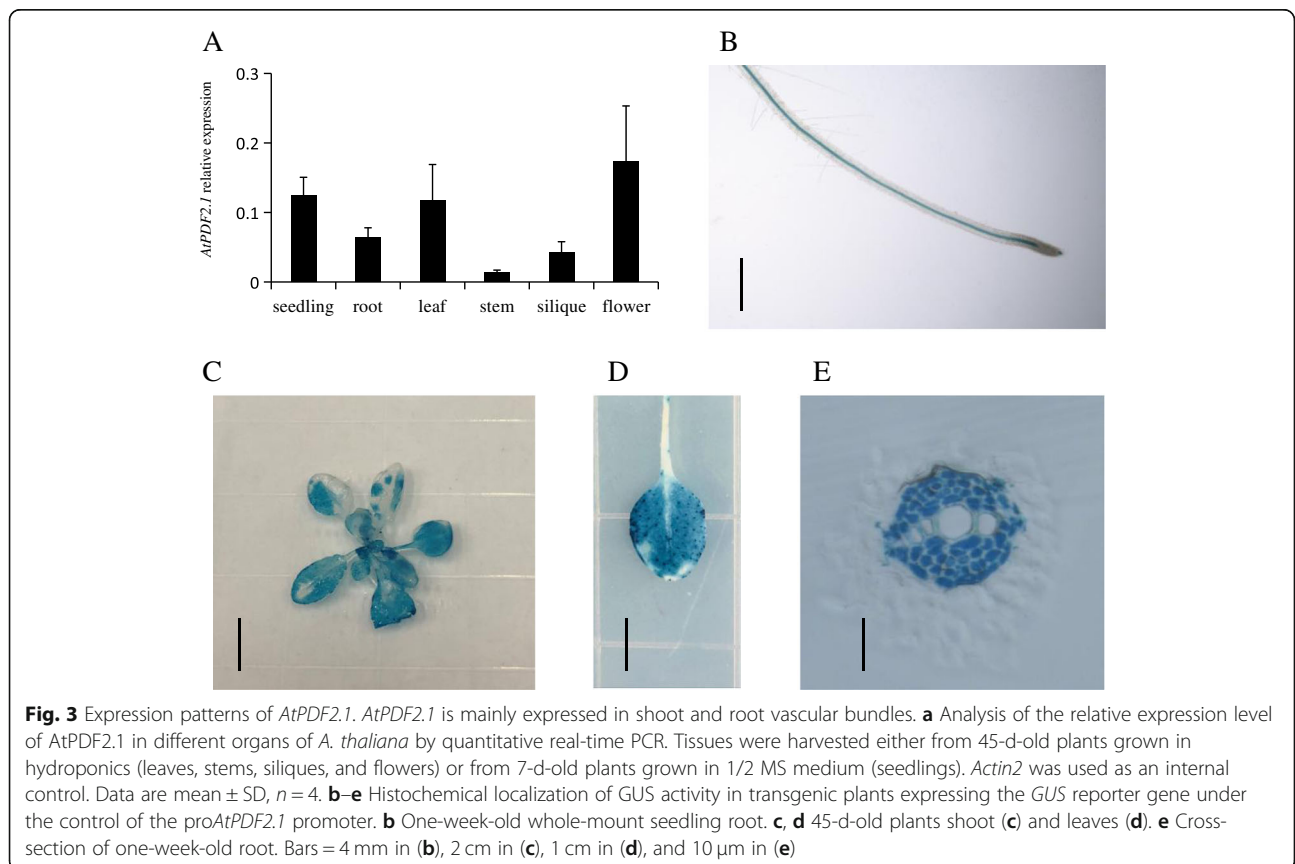 A
B
AtPDF2.1 relative expression
0.3
0.2
0.1
0
seedling root leaf stem silique flower
C
D
E
Fig. 3 Expression patterns of AtPDF2.1. AtPDF2.1 is mainly expressed in shoot and root vascular bundles. a Analysis of the relative expression level
of AtPDF2.1 in different organs of A. thaliana by quantitative real-time PCR. Tissues were harvested either from 45-d-old plants grown in
hydroponics (leaves, stems, siliques, and flowers) or from 7-d-old plants grown in 1/2 MS medium (seedlings). Actin2 was used as an internal
control. Data are mean ± SD, n = 4. b–e Histochemical localization of GUS activity in transgenic plants expressing the GUS reporter gene under
the control of the proAtPDF2.1 promoter. b One-week-old whole-mount seedling root. c, d 45-d-old plants shoot (c) and leaves (d). e Cross-
section of one-week-old root. Bars = 4 mm in (b), 2 cm in (c), 1 cm in (d), and 10 μm in (e)